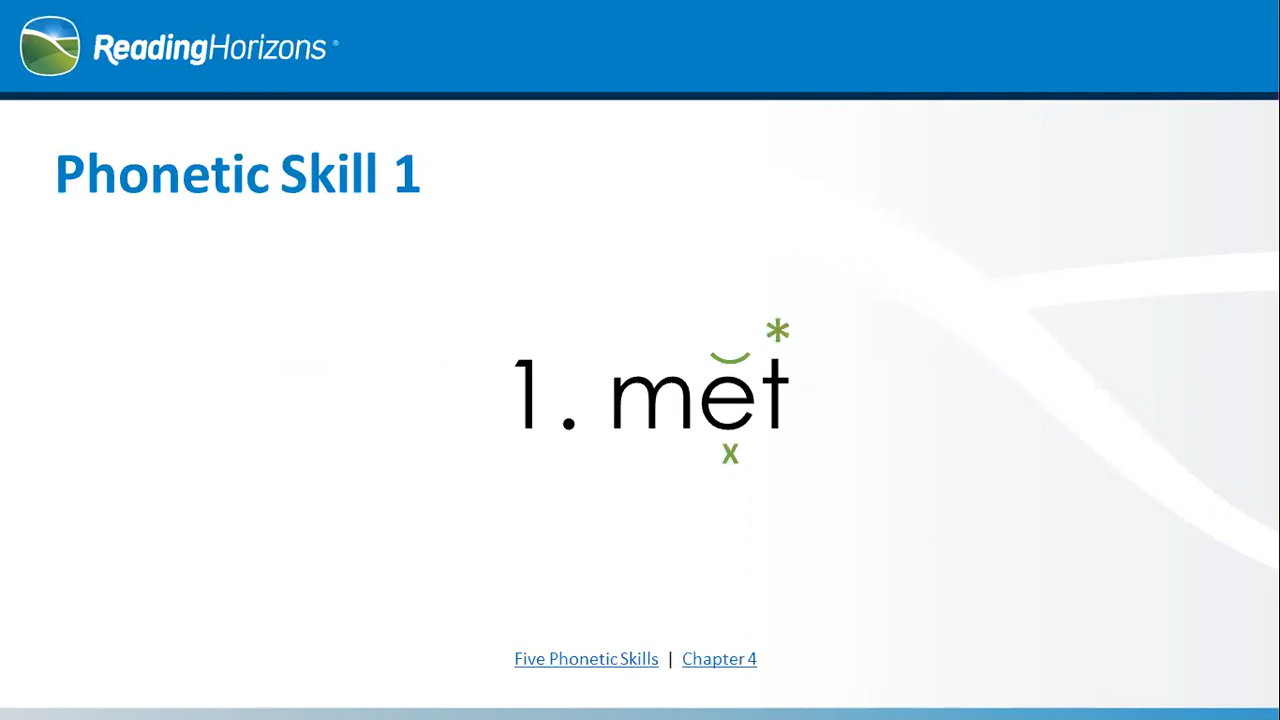 ReadingHorizons®
Phonetic Skill 1
*
1. mĕt
x
Five Phonetic Skills | Chapter 4